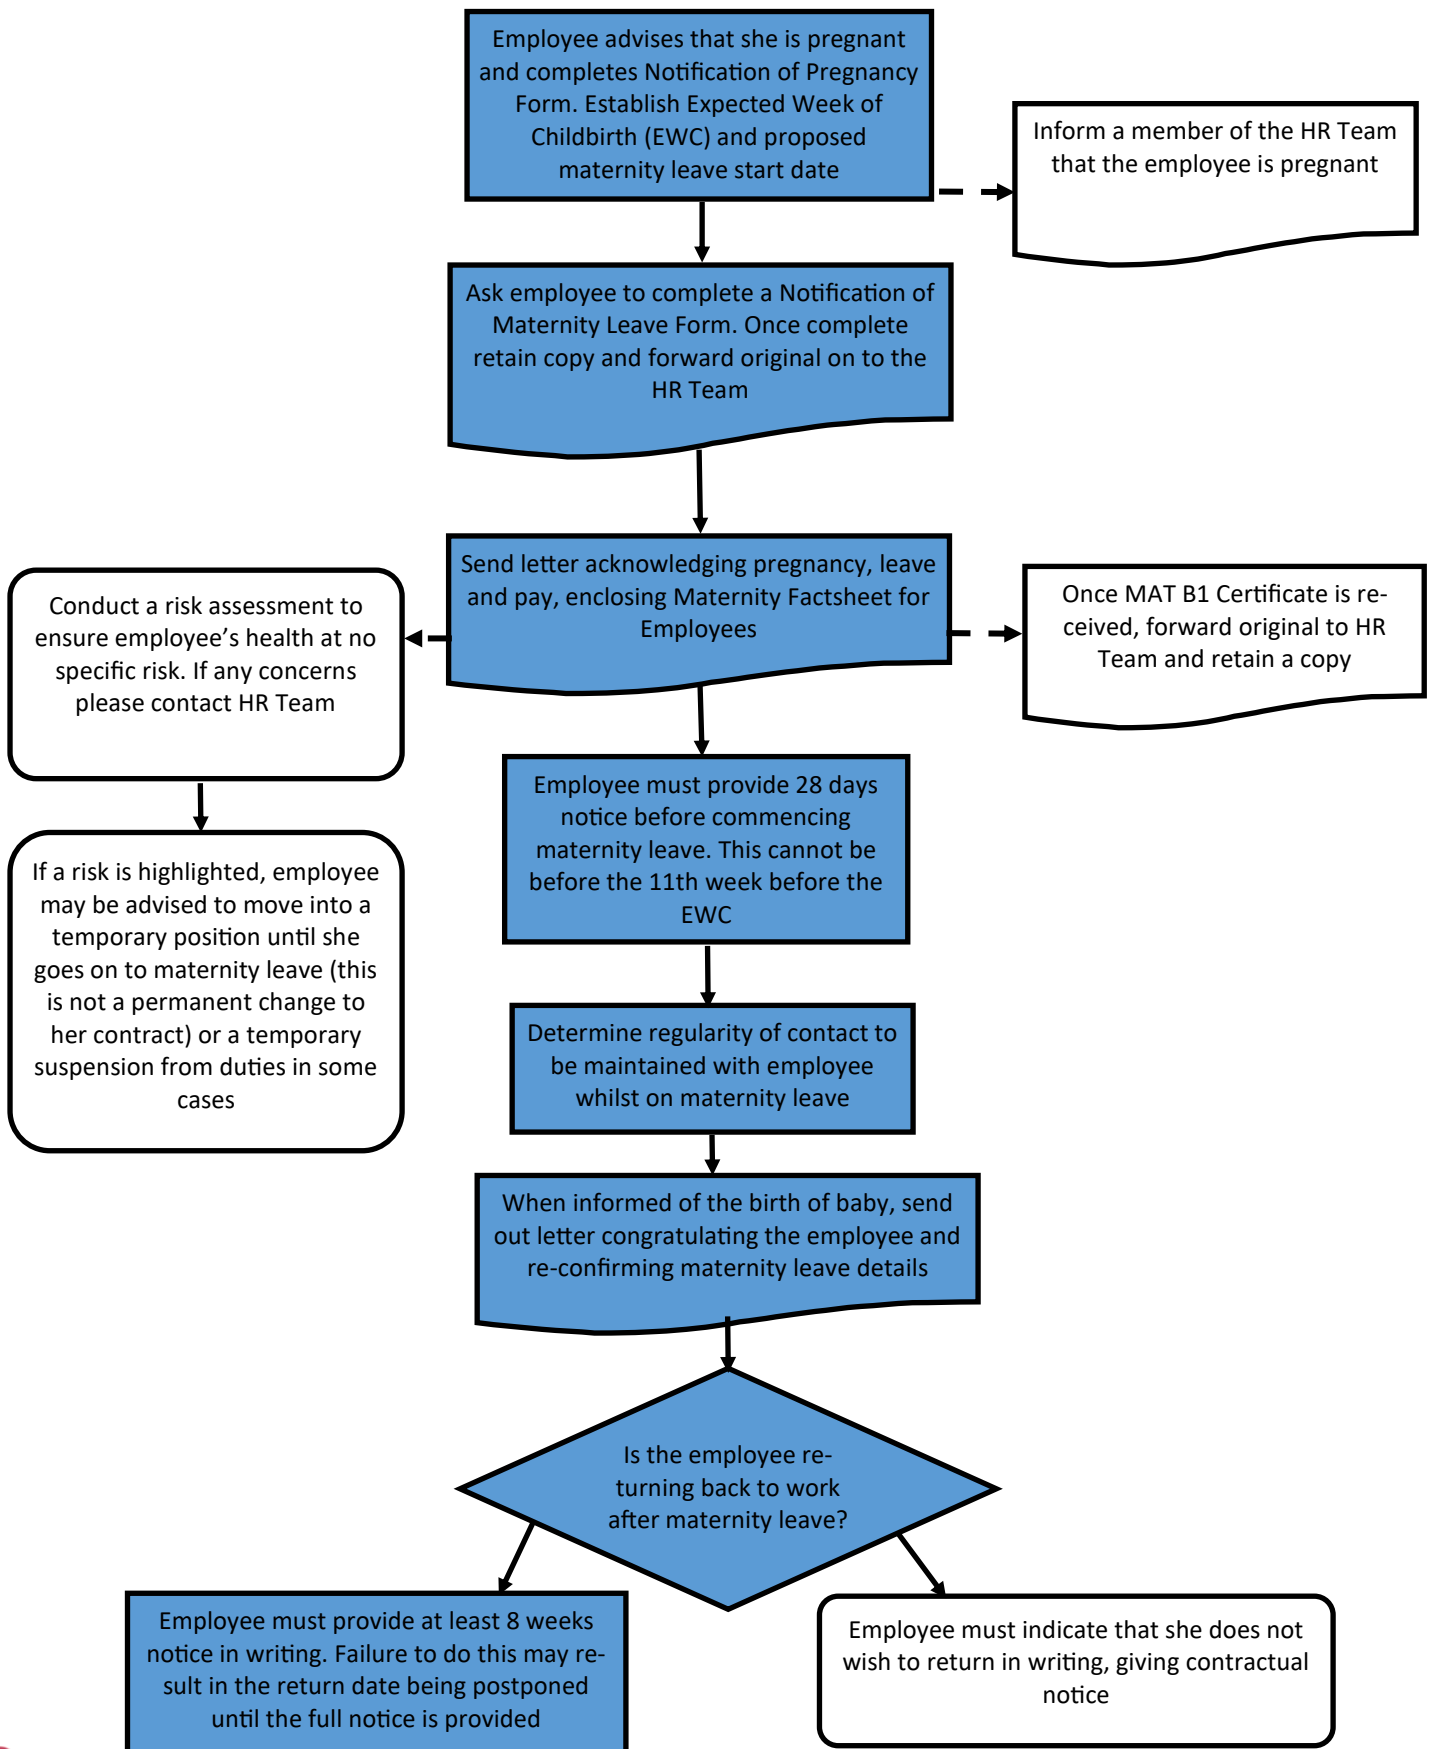 Employee advises that she is pregnant
and completes Notification of Pregnancy
Form. Establish Expected Week of
Childbirth (EWC) and proposed
maternity leave start date
Inform a member of the HR Team
that the employee is pregnant
Ask employee to complete a Notification of
Maternity Leave Form. Once complete
retain copy and forward original on to the
HR Team
Send letter acknowledging pregnancy, leave
and pay, enclosing Maternity Factsheet for
Employees
Conduct a risk assessment to
ensure employee’s health at no
specific risk. If any concerns
please contact HR Team
Once MAT B1 Certificate is re-
ceived, forward original to HR
Team and retain a copy
If a risk is highlighted, employee
may be advised to move into a
temporary position until she
goes on to maternity leave (this
is not a permanent change to
her contract) or a temporary
suspension from duties in some
cases
Employee must provide 28 days
notice before commencing
maternity leave. This cannot be
before the 11th week before the
EWC
Determine regularity of contact to
be maintained with employee
whilst on maternity leave
When informed of the birth of baby, send
out letter congratulating the employee and
re-confirming maternity leave details
Is the employee re-
turning back to work
after maternity leave?
Employee must provide at least 8 weeks
notice in writing. Failure to do this may re-
sult in the return date being postponed
until the full notice is provided
Employee must indicate that she does not
wish to return in writing, giving contractual
notice